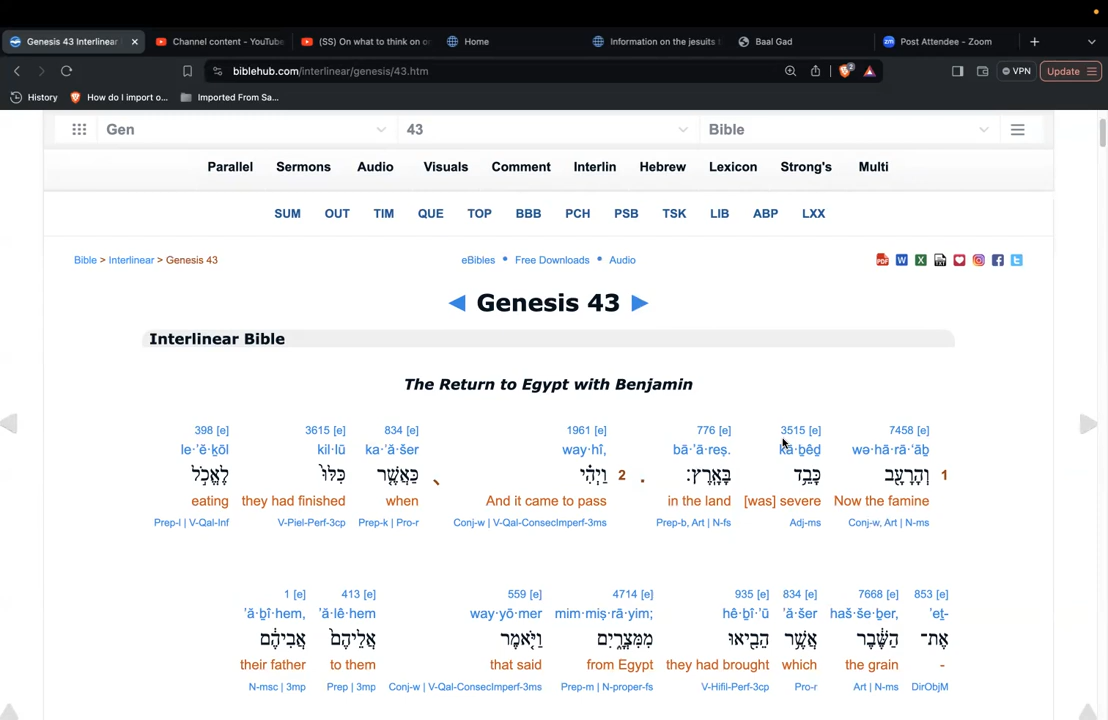 Genesis 43 Interlinear
Channel content - YouTube
(SS) On what to think on o
Home
Information on the jesuits t
Baal Gad
Post Attendee - Zoom
biblehub.com/interlinear/genesis/43.htm
2
VPN
Update
History
How do I import o...
Imported From Sa...
Gen
43
Bible
Parallel Sermons Audio Visuals Comment Interlin Hebrew Lexicon Strong's Multi
SUM OUT TIM QUE TOP BBB PCH PSB TSK LIB ABP LXX
Bible > Interlinear > Genesis 43
eBibles • Free Downloads • Audio
PDF W X TXT
◄ Genesis 43 ►
Interlinear Bible
The Return to Egypt with Benjamin
398 [e] 3615 [e] 834 [e] 1961 [e] 776 [e] 3515 [e] 7458 [e]
le·’ĕ·ḵōl kil·lū ka·’ă·šer way·hî, bā·’ā·reṣ. kā·ḇêḏ wə·hā·rā·‘āḇ
1 וְהָרָעָ֖ב כָּבֵ֥ד בָּאָֽרֶץ׃ . 2 וַיְהִ֗י 、 כַּאֲשֶׁ֤ר כִּלּוּ֙ לֶאֱכֹ֣ל
eating they had finished when And it came to pass in the land [was] severe Now the famine
Prep-l | V-Qal-Inf V-Piel-Perf-3cp Prep-k | Pro-r Conj-w | V-Qal-ConsecImperf-3ms Prep-b, Art | N-fs Adj-ms Conj-w, Art | N-ms
1 [e] 413 [e] 559 [e] 4714 [e] 935 [e] 834 [e] 7668 [e] 853 [e]
’ă·ḇî·hem, ’ă·lê·hem way·yō·mer mim·miṣ·rā·yim; hê·ḇî·’ū ’ă·šer haš·še·ḇer, ’eṯ-
אֶת־ הַשֶּׁ֔בֶר אֲשֶׁ֥ר הֵבִ֖יאוּ מִמִּצְרָ֑יִם וַיֹּ֤אמֶר אֲלֵיהֶם֙ אֲבִיהֶ֔ם
their father to them that said from Egypt they had brought which the grain -
N-msc | 3mp Prep | 3mp Conj-w | V-Qal-ConsecImperf-3ms Prep-m | N-proper-fs V-Hifil-Perf-3cp Pro-r Art | N-ms DirObjM